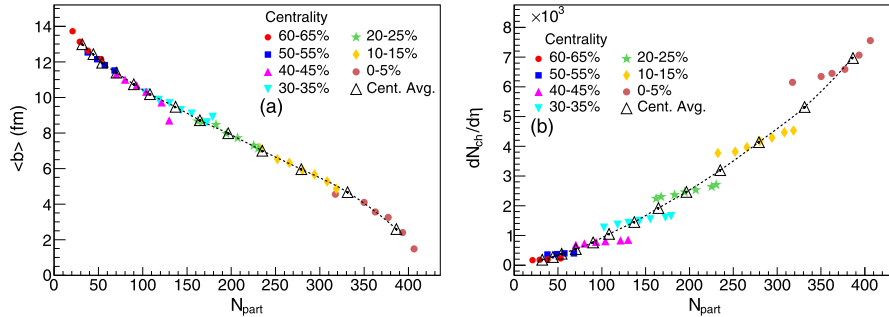 (a)
Centrality
60-65%
50-55%
40-45%
30-35%
20-25%
10-15%
0-5%
Cent. Avg.
<b> (fm)
14
12
10
8
6
4
2
0
0 50 100 150 200 250 300 350 400
N_part
×10³
(b)
Centrality
60-65%
50-55%
40-45%
30-35%
20-25%
10-15%
0-5%
Cent. Avg.
dN_ch/dη
8
7
6
5
4
3
2
1
0
0 50 100 150 200 250 300 350 400
N_part